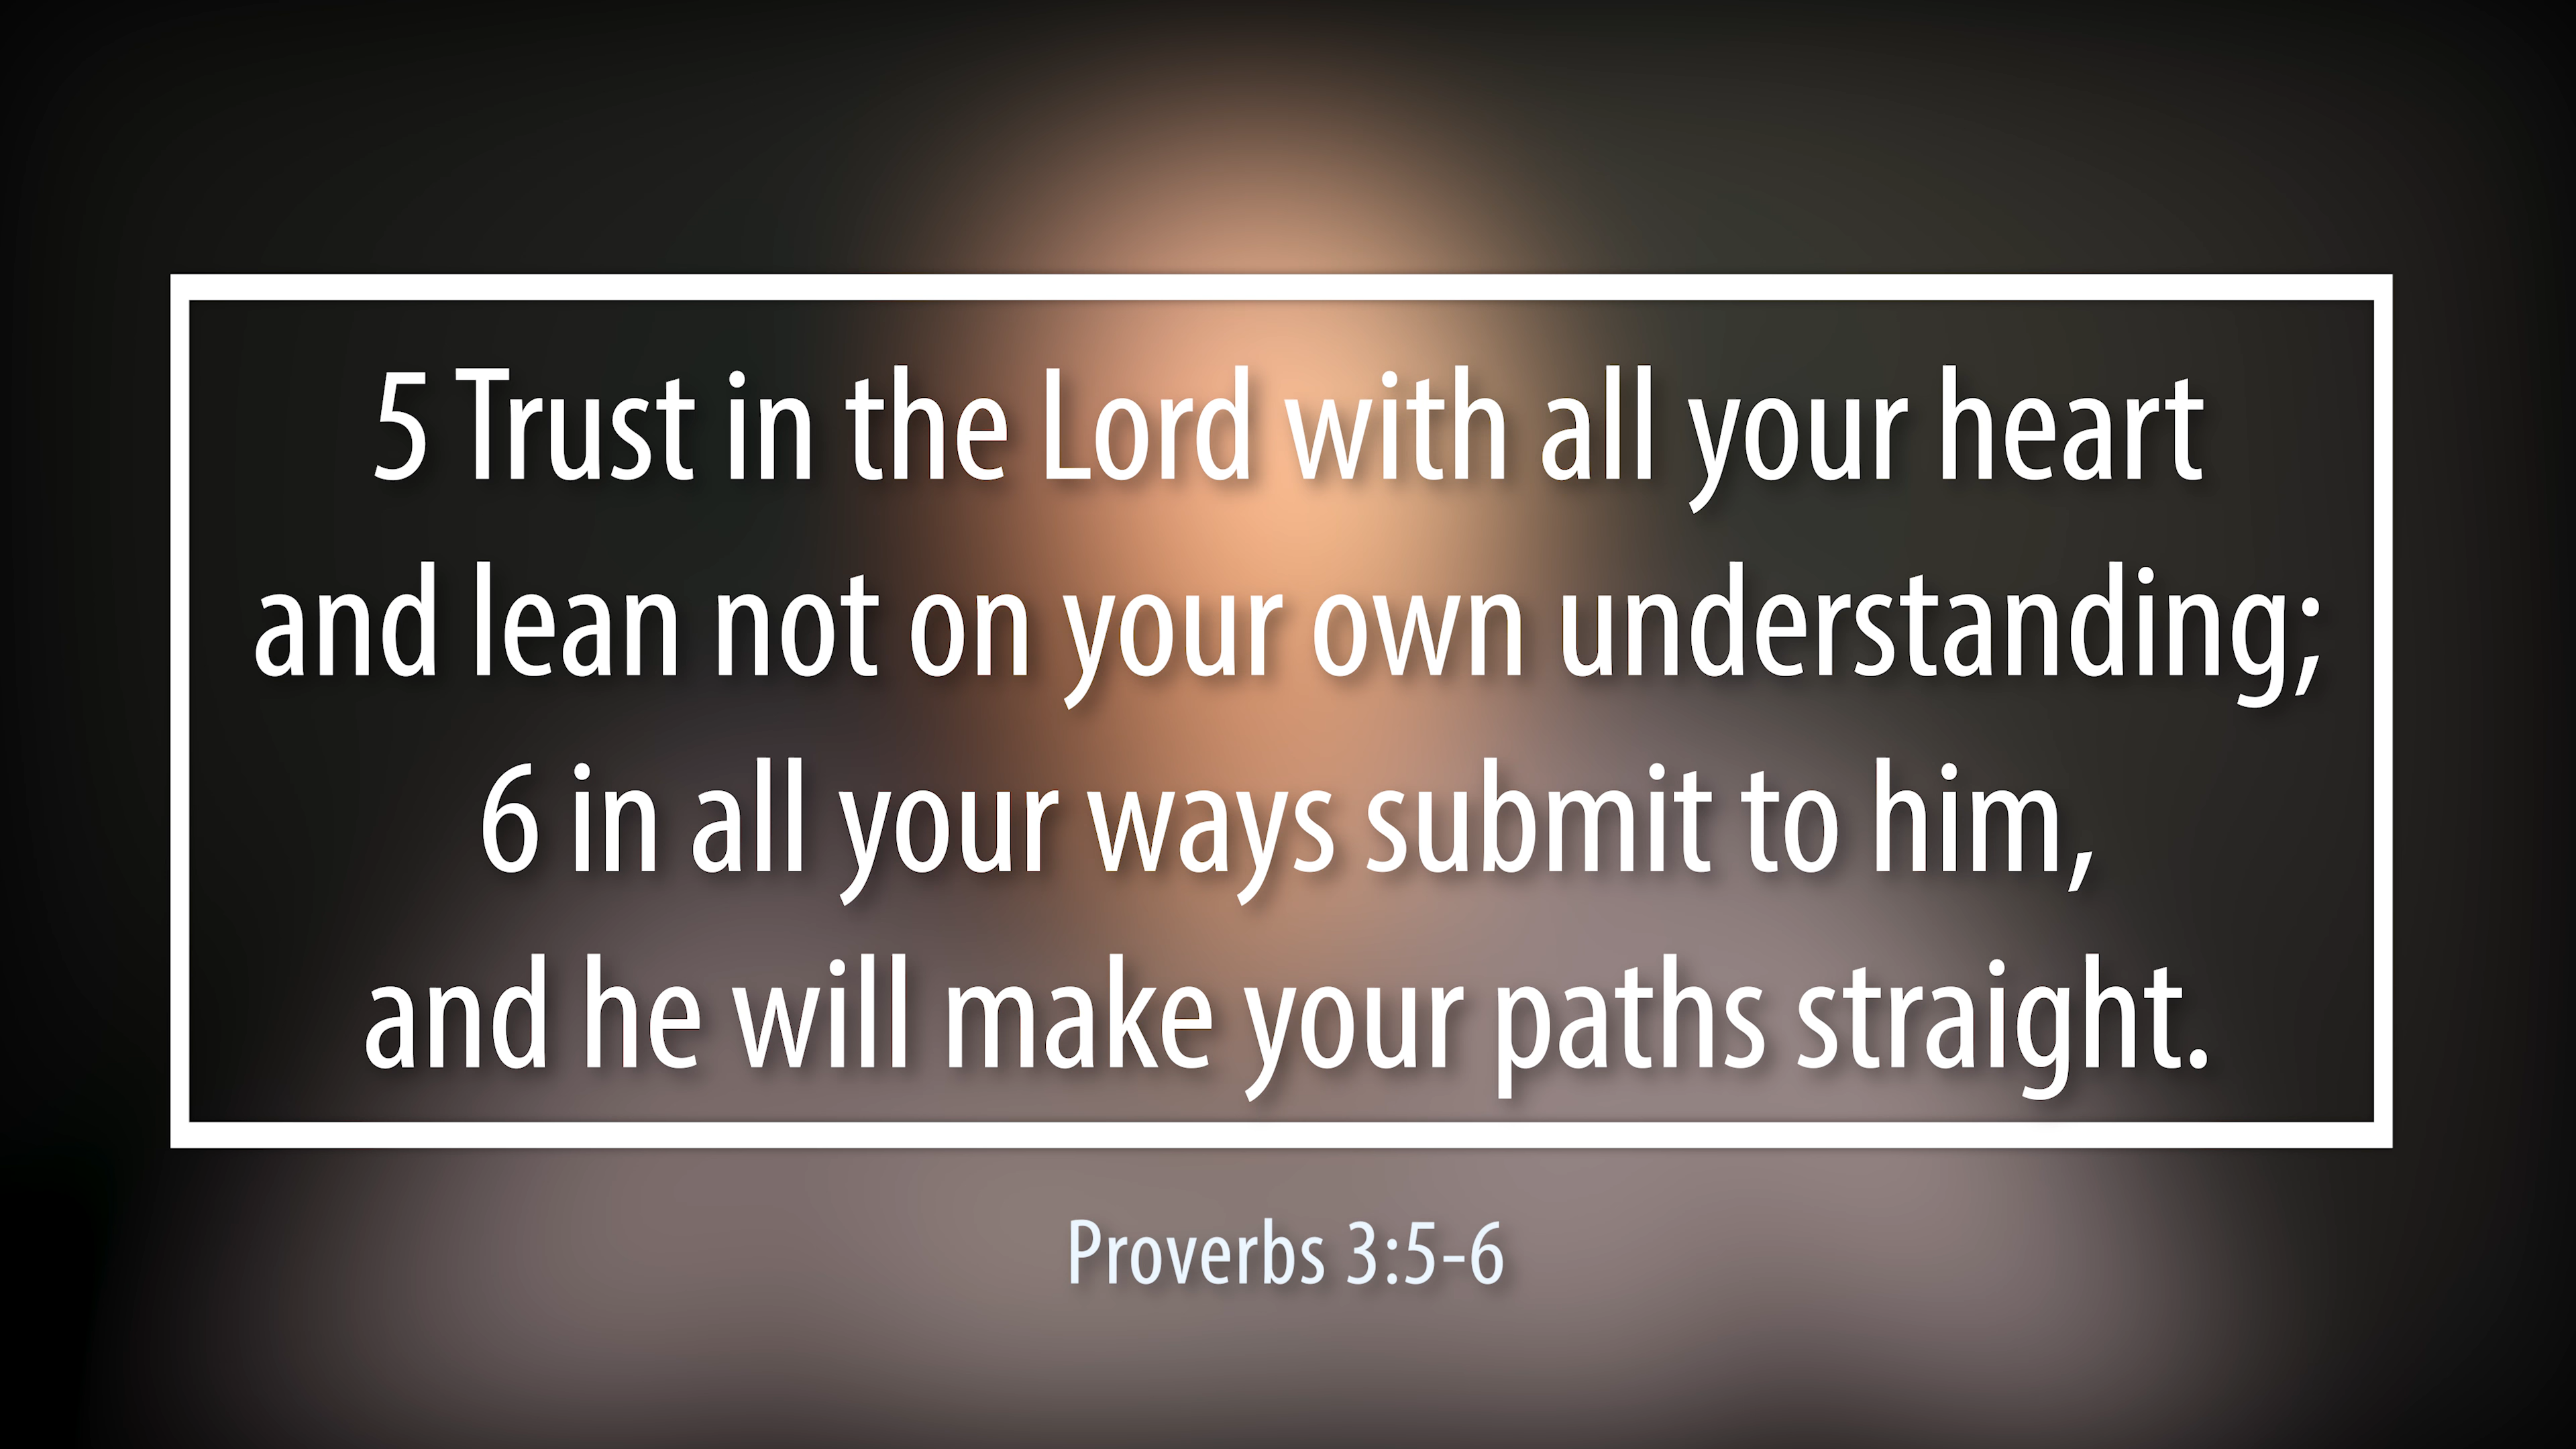 5 Trust in the Lord with all your heart
and lean not on your own understanding;
6 in all your ways submit to him,
and he will make your paths straight.
Proverbs 3:5-6